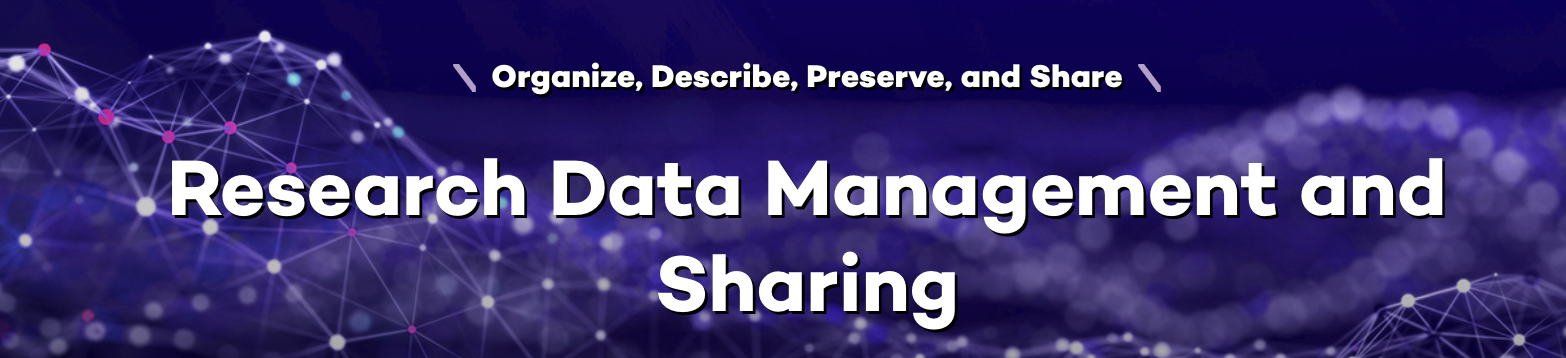 \ Organize, Describe, Preserve, and Share \
Research Data Management and
Sharing